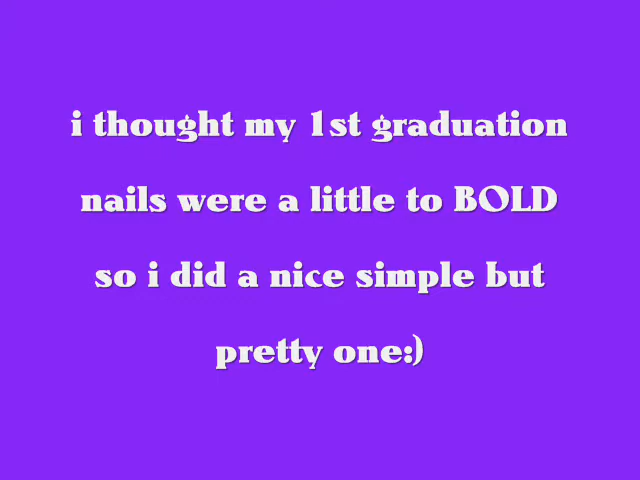 i thought my 1st graduation
nails were a little to BOLD
so i did a nice simple but
pretty one:)